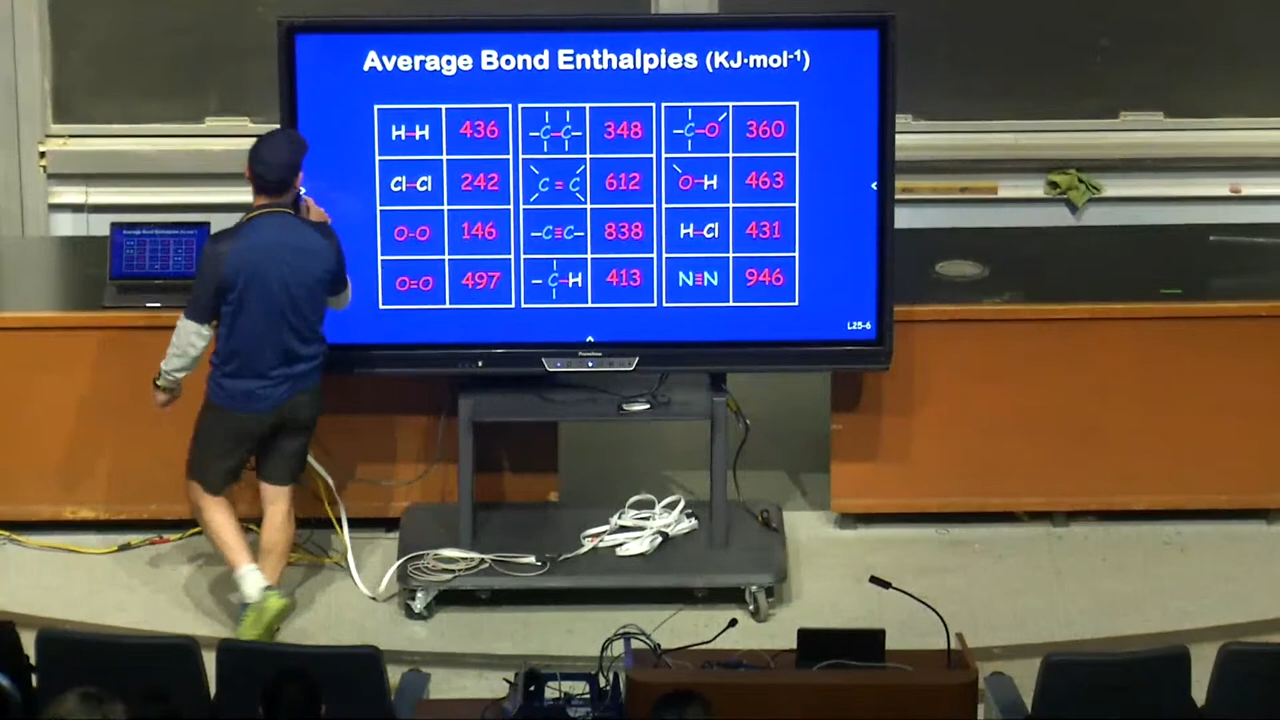 Average Bond Enthalpies (KJ·mol-1)
H-H 436 -C-C- 348 -C-O 360
Cl-Cl 242 C=C 612 O-H 463
O-O 146 -C≡C- 838 H-Cl 431
O=O 497 -C-H 413 N≡N 946
L25-6